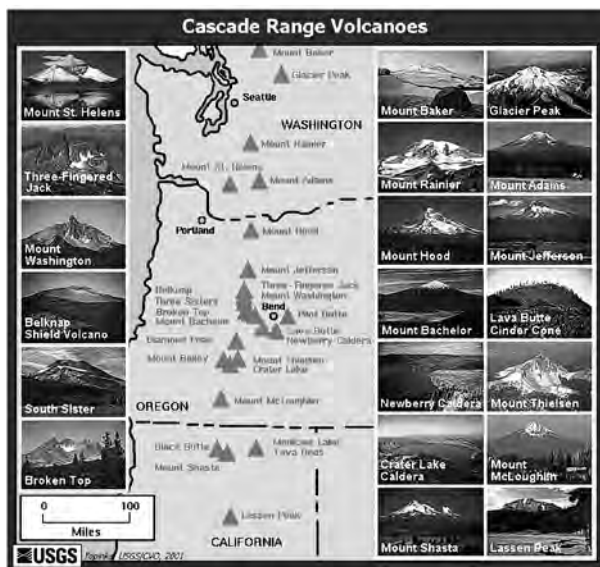 Cascade Range Volcanoes
Mount St. Helens
Three-Fingered
Jack
Mount
Washington
Belknap
Shield Volcano
South Sister
Broken Top
0 100
Miles
USGS
USGS/CVO, 2001
Mount Baker
Glacier Peak
Seattle
WASHINGTON
Mount Rainier
Mount St. Helens
Mount Adams
Portland
Mount Hood
Mount Jefferson
Three-Fingered Jack
Mount Washington
Belknap
Three Sisters
Broken Top
Mount Bachelor
Bend
Pilot Butte
Lava Butte
Newberry Caldera
Diamond Peak
Mount Bailey
Mount Thielsen
Crater Lake
Mount McLoughlin
OREGON
Black Butte
Medicine Lake
Lava Beds
Mount Shasta
Lassen Peak
CALIFORNIA
Mount Baker
Glacier Peak
Mount Rainier
Mount Adams
Mount Hood
Mount Jefferson
Mount Bachelor
Lava Butte
Cinder Cone
Newberry Caldera
Mount Thielsen
Crater Lake
Caldera
Mount
McLoughlin
Mount Shasta
Lassen Peak